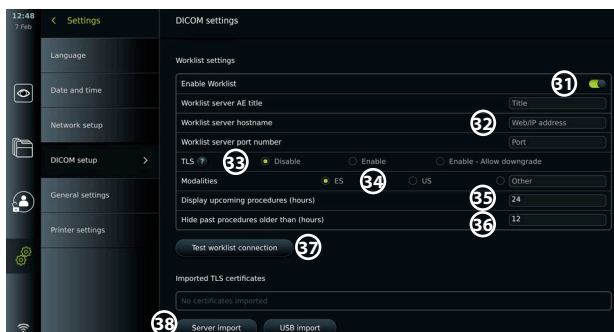 12:48
7 Feb
Settings
DICOM settings
Language
Date and time
Network setup
DICOM setup
General settings
Printer settings
Worklist settings
Enable Worklist 31
Worklist server AE title Title
Worklist server hostname 32 Web/IP address
Worklist server port number Port
TLS ? 33 Disable Enable Enable - Allow downgrade
Modalities ES 34 US Other
Display upcoming procedures (hours) 35 24
Hide past procedures older than (hours) 36 12
Test worklist connection 37
Imported TLS certificates
No certificates imported
38 Server import USB import